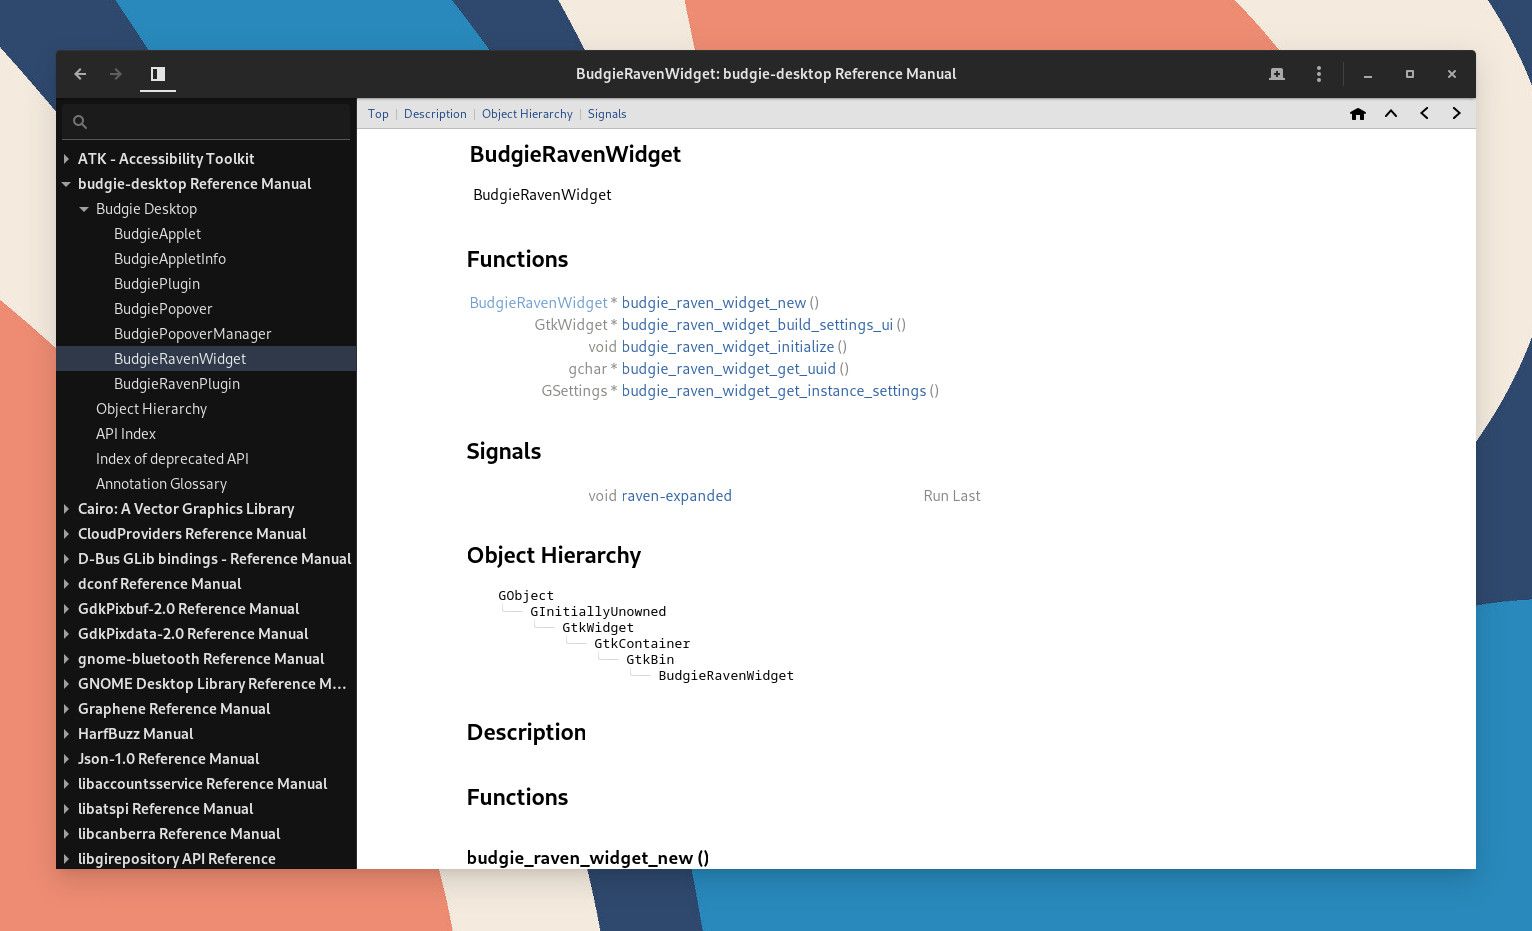 BudgieRavenWidget: budgie-desktop Reference Manual
ATK - Accessibility Toolkit
budgie-desktop Reference Manual
Budgie Desktop
BudgieApplet
BudgieAppletInfo
BudgiePlugin
BudgiePopover
BudgiePopoverManager
BudgieRavenWidget
BudgieRavenPlugin
Object Hierarchy
API Index
Index of deprecated API
Annotation Glossary
Cairo: A Vector Graphics Library
CloudProviders Reference Manual
D-Bus GLib bindings - Reference Manual
dconf Reference Manual
GdkPixbuf-2.0 Reference Manual
GdkPixdata-2.0 Reference Manual
gnome-bluetooth Reference Manual
GNOME Desktop Library Reference M...
Graphene Reference Manual
HarfBuzz Manual
Json-1.0 Reference Manual
libaccountsservice Reference Manual
libatspi Reference Manual
libcanberra Reference Manual
libgirepository API Reference
Top | Description | Object Hierarchy | Signals
BudgieRavenWidget
BudgieRavenWidget
Functions
BudgieRavenWidget * budgie_raven_widget_new ()
GtkWidget * budgie_raven_widget_build_settings_ui ()
void budgie_raven_widget_initialize ()
gchar * budgie_raven_widget_get_uuid ()
GSettings * budgie_raven_widget_get_instance_settings ()
Signals
void raven-expanded Run Last
Object Hierarchy
GObject
GInitiallyUnowned
GtkWidget
GtkContainer
GtkBin
BudgieRavenWidget
Description
Functions
budgie_raven_widget_new ()